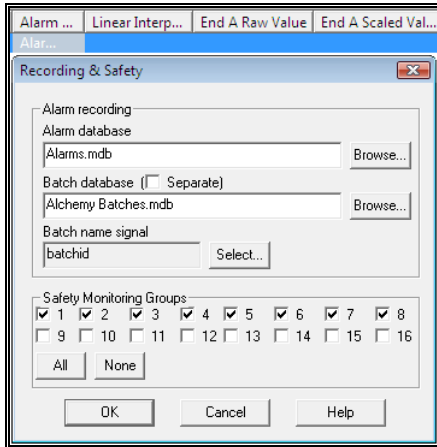 Alarm ... Linear Interp... End A Raw Value End A Scaled Val...
Alar...
Recording & Safety
Alarm recording
Alarm database
Alarms.mdb Browse...
Batch database ( Separate)
Alchemy Batches.mdb Browse...
Batch name signal
batchid Select...
Safety Monitoring Groups
1 2 3 4 5 6 7 8
9 10 11 12 13 14 15 16
All None
OK Cancel Help